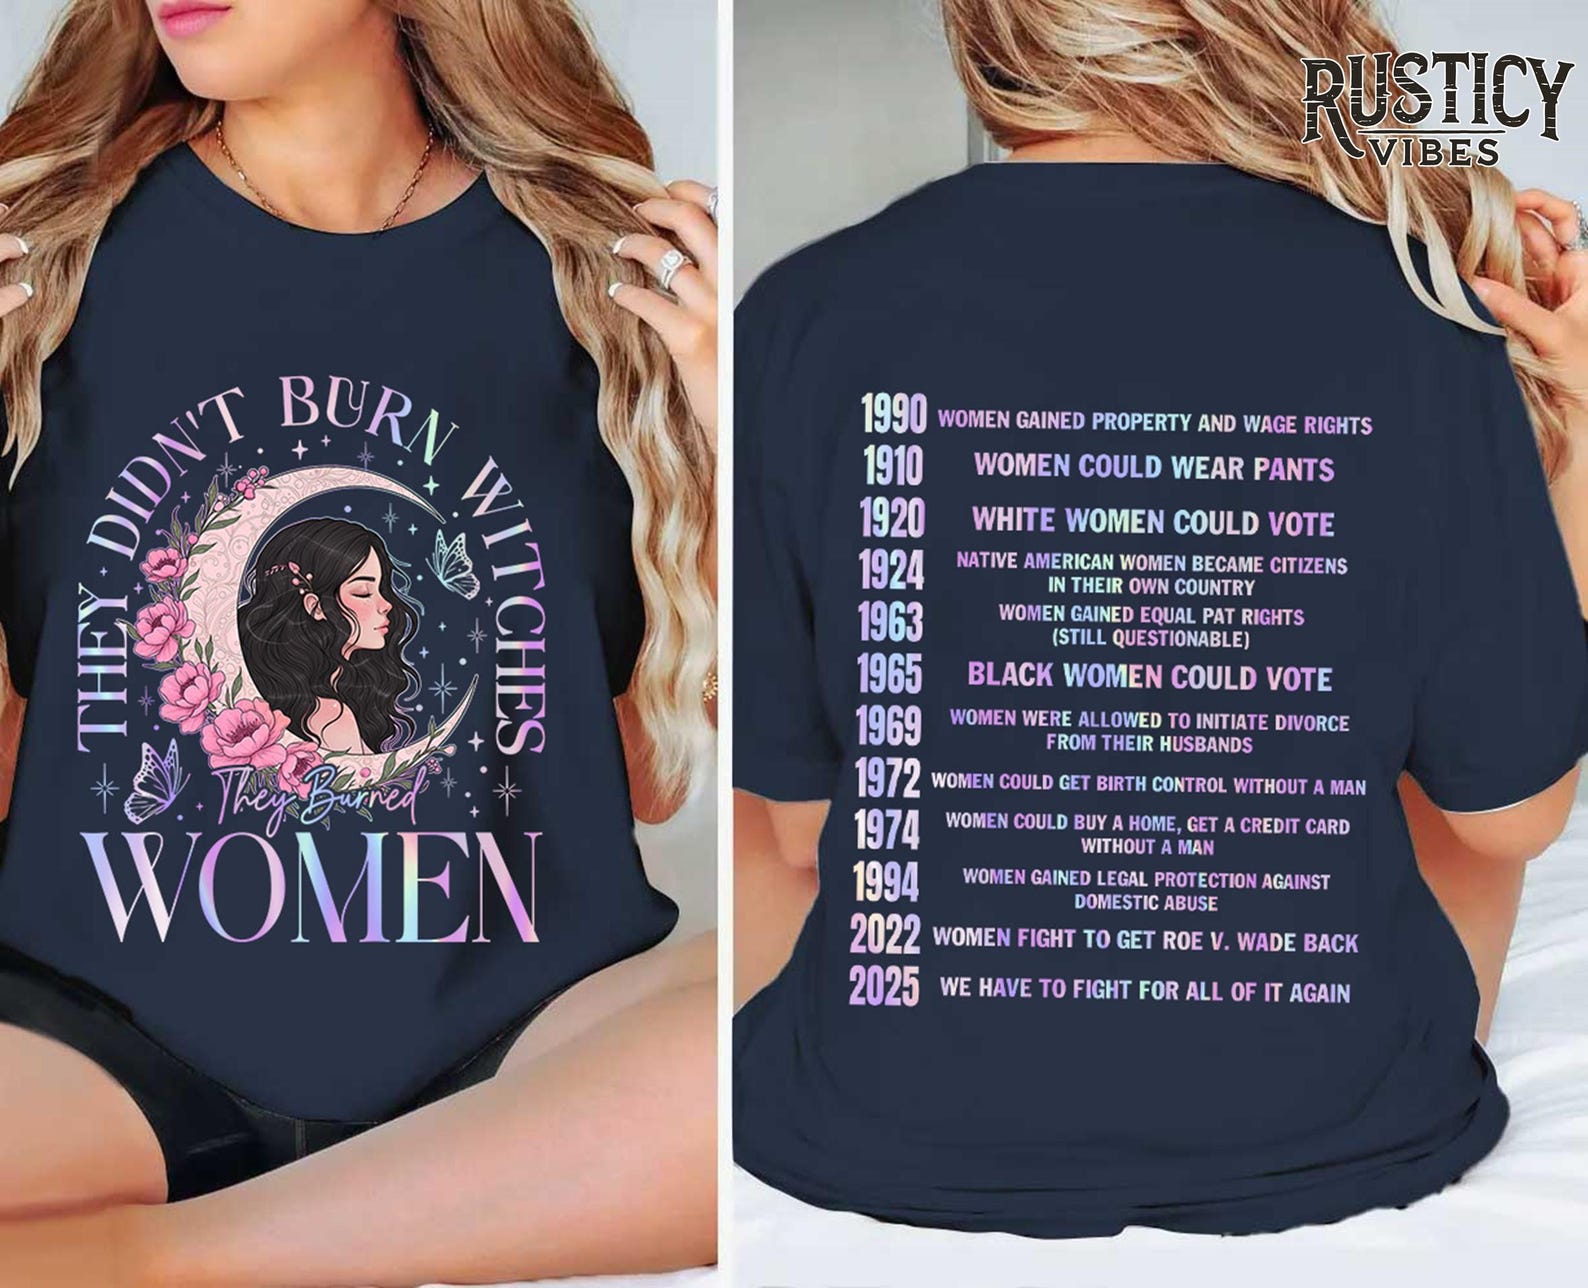 THEY DIDN'T BURN WITCHES
They Burned
WOMEN
RUSTICY
VIBES
1990 WOMEN GAINED PROPERTY AND WAGE RIGHTS
1910 WOMEN COULD WEAR PANTS
1920 WHITE WOMEN COULD VOTE
1924 NATIVE AMERICAN WOMEN BECAME CITIZENS
IN THEIR OWN COUNTRY
1963 WOMEN GAINED EQUAL PAT RIGHTS
(STILL QUESTIONABLE)
1965 BLACK WOMEN COULD VOTE
1969 WOMEN WERE ALLOWED TO INITIATE DIVORCE
FROM THEIR HUSBANDS
1972 WOMEN COULD GET BIRTH CONTROL WITHOUT A MAN
1974 WOMEN COULD BUY A HOME, GET A CREDIT CARD
WITHOUT A MAN
1994 WOMEN GAINED LEGAL PROTECTION AGAINST
DOMESTIC ABUSE
2022 WOMEN FIGHT TO GET ROE V. WADE BACK
2025 WE HAVE TO FIGHT FOR ALL OF IT AGAIN